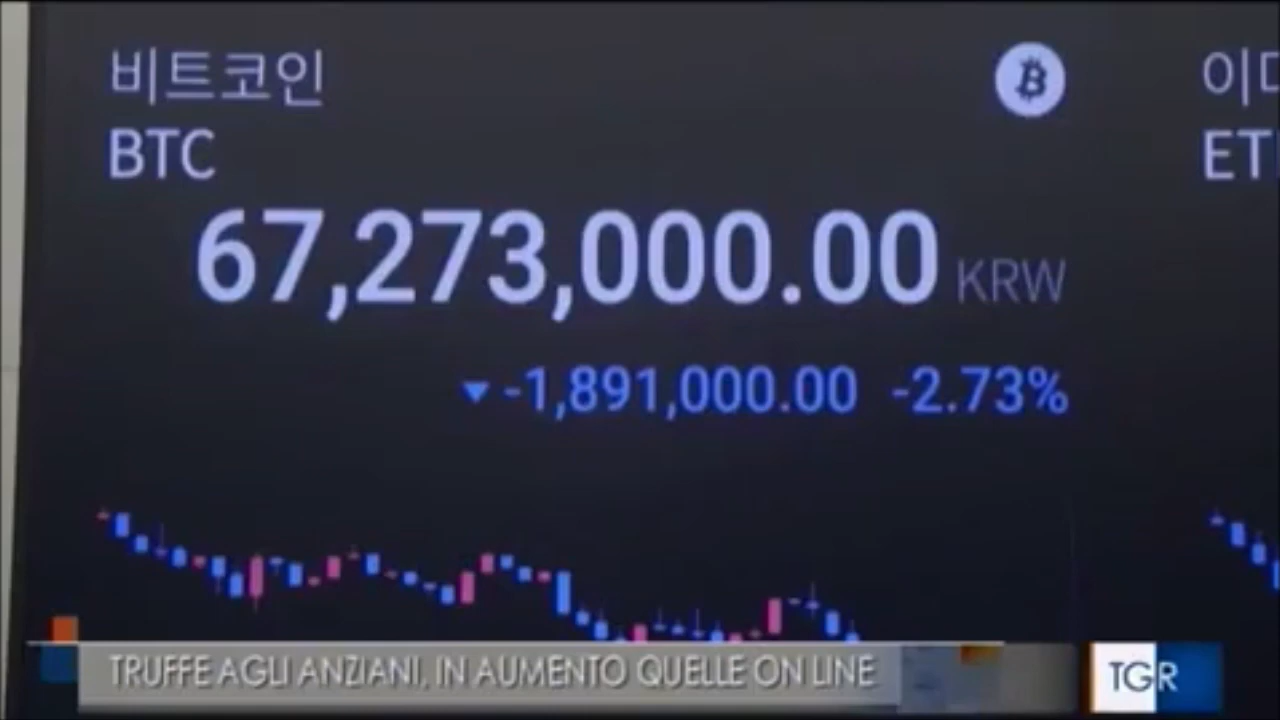 비트코인
BTC
67,273,000.00 KRW
▼ -1,891,000.00 -2.73%
TRUFFE AGLI ANZIANI, IN AUMENTO QUELLE ON LINE
TGR